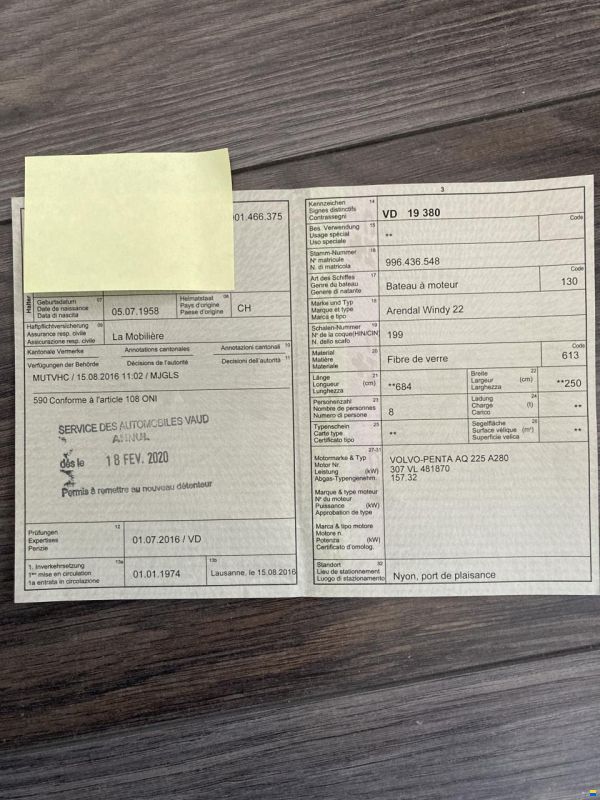 001.466.375
Halter
Geburtsdatum 07
Date de naissance
Data di nascita
05.07.1958
Heimatstaat 08
Pays d'origine
Paese d'origine
CH
Haftpflichtversicherung 09
Assurance resp. civile
Assicurazione resp. civile
La Mobilière
Kantonale Vermerke Annotations cantonales Annotazioni cantonali 10
Verfügungen der Behörde Décisions de l'autorité Decisioni dell'autorità 11
MUTVHC / 15.08.2016 11:02 / MJGLS
590 Conforme à l'article 108 ONI
SERVICE DES AUTOMOBILES VAUD
ANNUL
dès le 18 FEV. 2020
Permis à remettre au nouveau détenteur
Prüfungen 12
Expertises
Perizie
01.07.2016 / VD
1. Inverkehrsetzung 13a
1ère mise en circulation
1a entrata in circolazione
01.01.1974
13b
Lausanne, le 15.08.2016
3
Kennzeichen 14
Signes distinctifs
Contrassegni
VD 19 380
Bes. Verwendung 15
Usage spécial
Uso speciale
**
Code
Stamm-Nummer 16
N° matricule
N. di matricola
996.436.548
Art des Schiffes 17
Genre du bateau
Genere di natante
Bateau à moteur
Code
130
Marke und Typ 18
Marque et type
Marca e tipo
Arendal Windy 22
Schalen-Nummer 19
N° de la coque(HIN/CIN)
N. dello scafo
199
Material 20
Matière
Materiale
Fibre de verre
Code
613
Länge 21
Longueur (cm)
Lunghezza
**684
Breite 22
Largeur (cm)
Larghezza
**250
Personenzahl 23
Nombre de personnes
Numero di persone
8
Ladung 24
Charge (t)
Carico
**
Typenschein 25
Carte type
Certificato tipo
**
Segelfläche 26
Surface vélique (m²)
Superficie velica
**
27-31
Motormarke & Typ
Motor Nr.
Leistung (kW)
Abgas-Typengenehm.
VOLVO-PENTA AQ 225 A280
307 VL 481870
157.32
Marque & type moteur
N° du moteur
Puissance (kW)
Approbation de type
Marca & tipo motore
Motore n.
Potenza (kW)
Certificato d'omolog.
Standort 32
Lieu de stationnement
Luogo di stazionamento
Nyon, port de plaisance